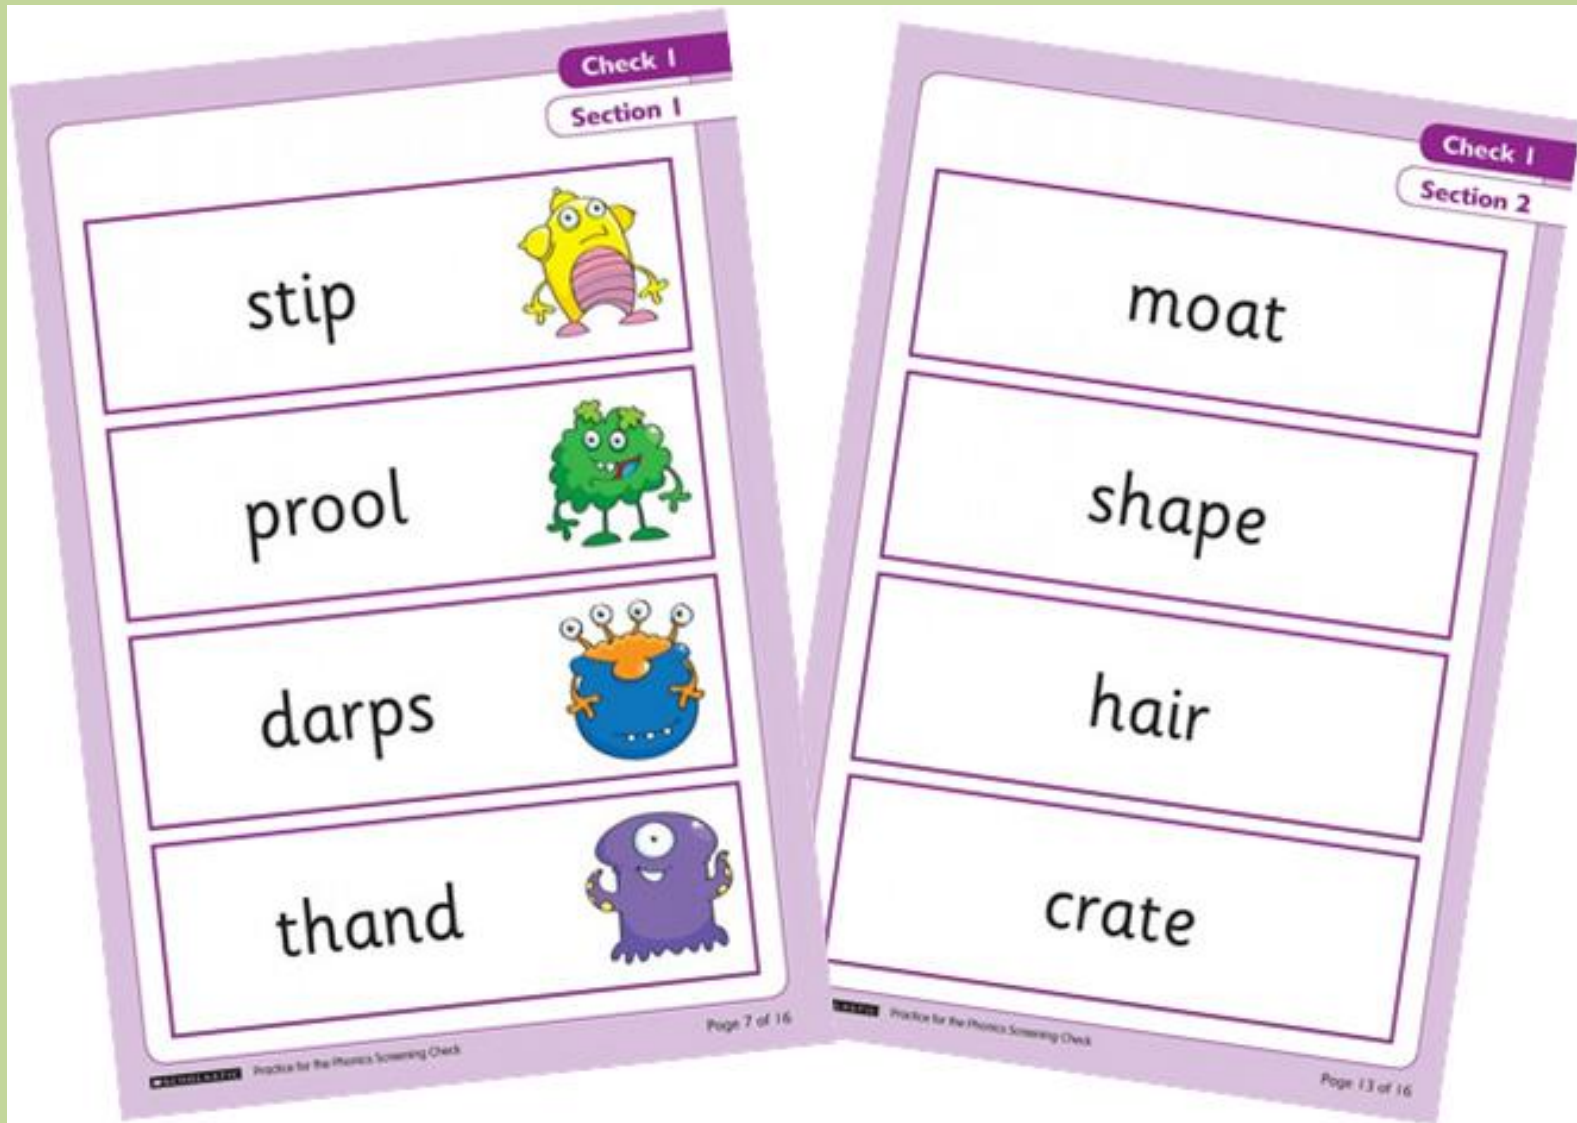 Check 1
Section 1
stip
prool
darps
thand
SCHOLASTIC Practice for the Phonics Screening Check
Page 7 of 16
Check 1
Section 2
moat
shape
hair
crate
Practice for the Phonics Screening Check
Page 13 of 16